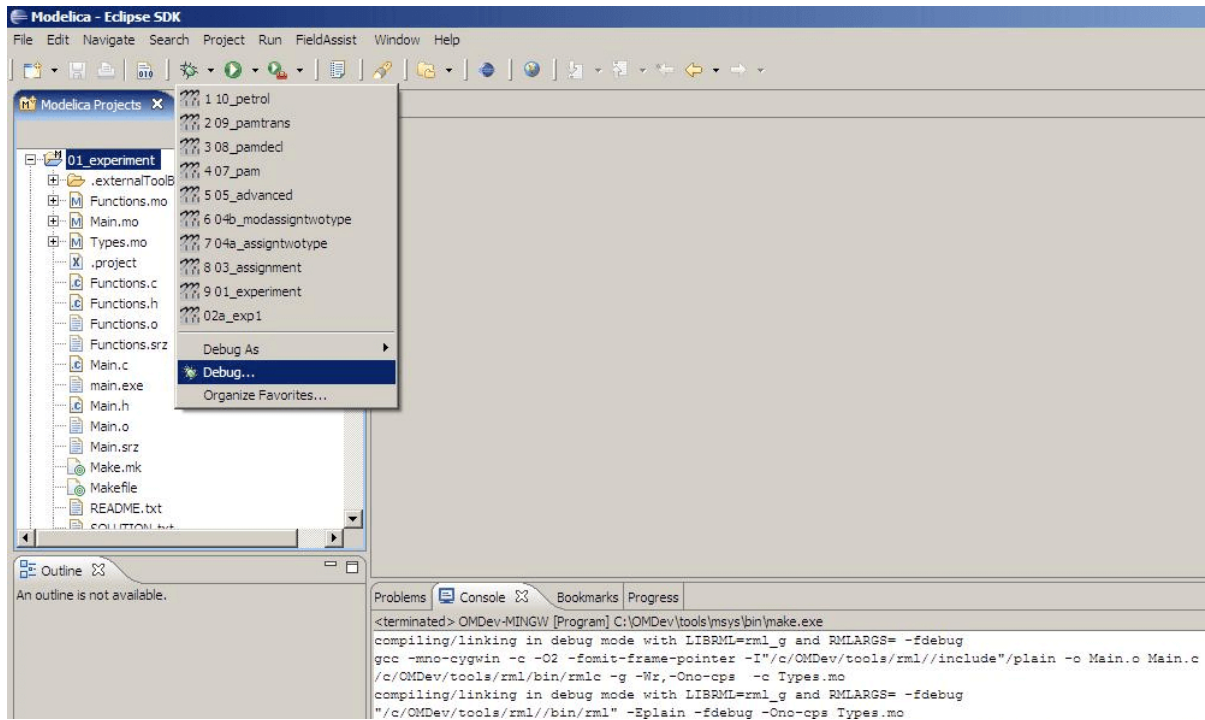 Modelica - Eclipse SDK
File Edit Navigate Search Project Run FieldAssist Window Help
Modelica Projects
1 10_petrol
2 09_pamtrans
3 08_pamdecl
4 07_pam
5 05_advanced
6 04b_modassigntwotype
7 04a_assigntwotype
8 03_assignment
9 01_experiment
02a_exp1
Debug As
Debug...
Organize Favorites...
01_experiment
.externalToolB
Functions.mo
Main.mo
Types.mo
.project
Functions.c
Functions.h
Functions.o
Functions.srz
Main.c
main.exe
Main.h
Main.o
Main.srz
Make.mk
Makefile
README.txt
SOLUTION.txt
Outline
An outline is not available.
Problems Console Bookmarks Progress
<terminated> OMDev-MINGW [Program] C:\OMDev\tools\msys\bin\make.exe
compiling/linking in debug mode with LIBRML=rml_g and RMLARGS= -fdebug
gcc -mno-cygwin -c -O2 -fomit-frame-pointer -I"/c/OMDev/tools/rml//include"/plain -o Main.o Main.c
/c/OMDev/tools/rml/bin/rmlc -g -Wr,-Ono-cps -c Types.mo
compiling/linking in debug mode with LIBRML=rml_g and RMLARGS= -fdebug
"/c/OMDev/tools/rml//bin/rml" -Eplain -fdebug -Ono-cps Types.mo